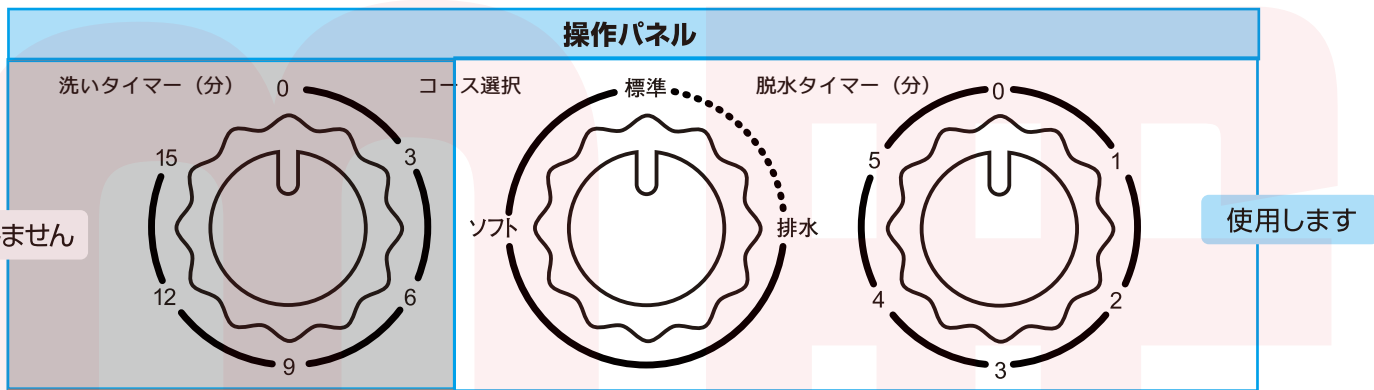 操作パネル
洗いタイマー（分）
0
3
6
9
12
15
コース選択
標準
排水
ソフト
脱水タイマー（分）
0
1
2
3
4
5
ません
使用します